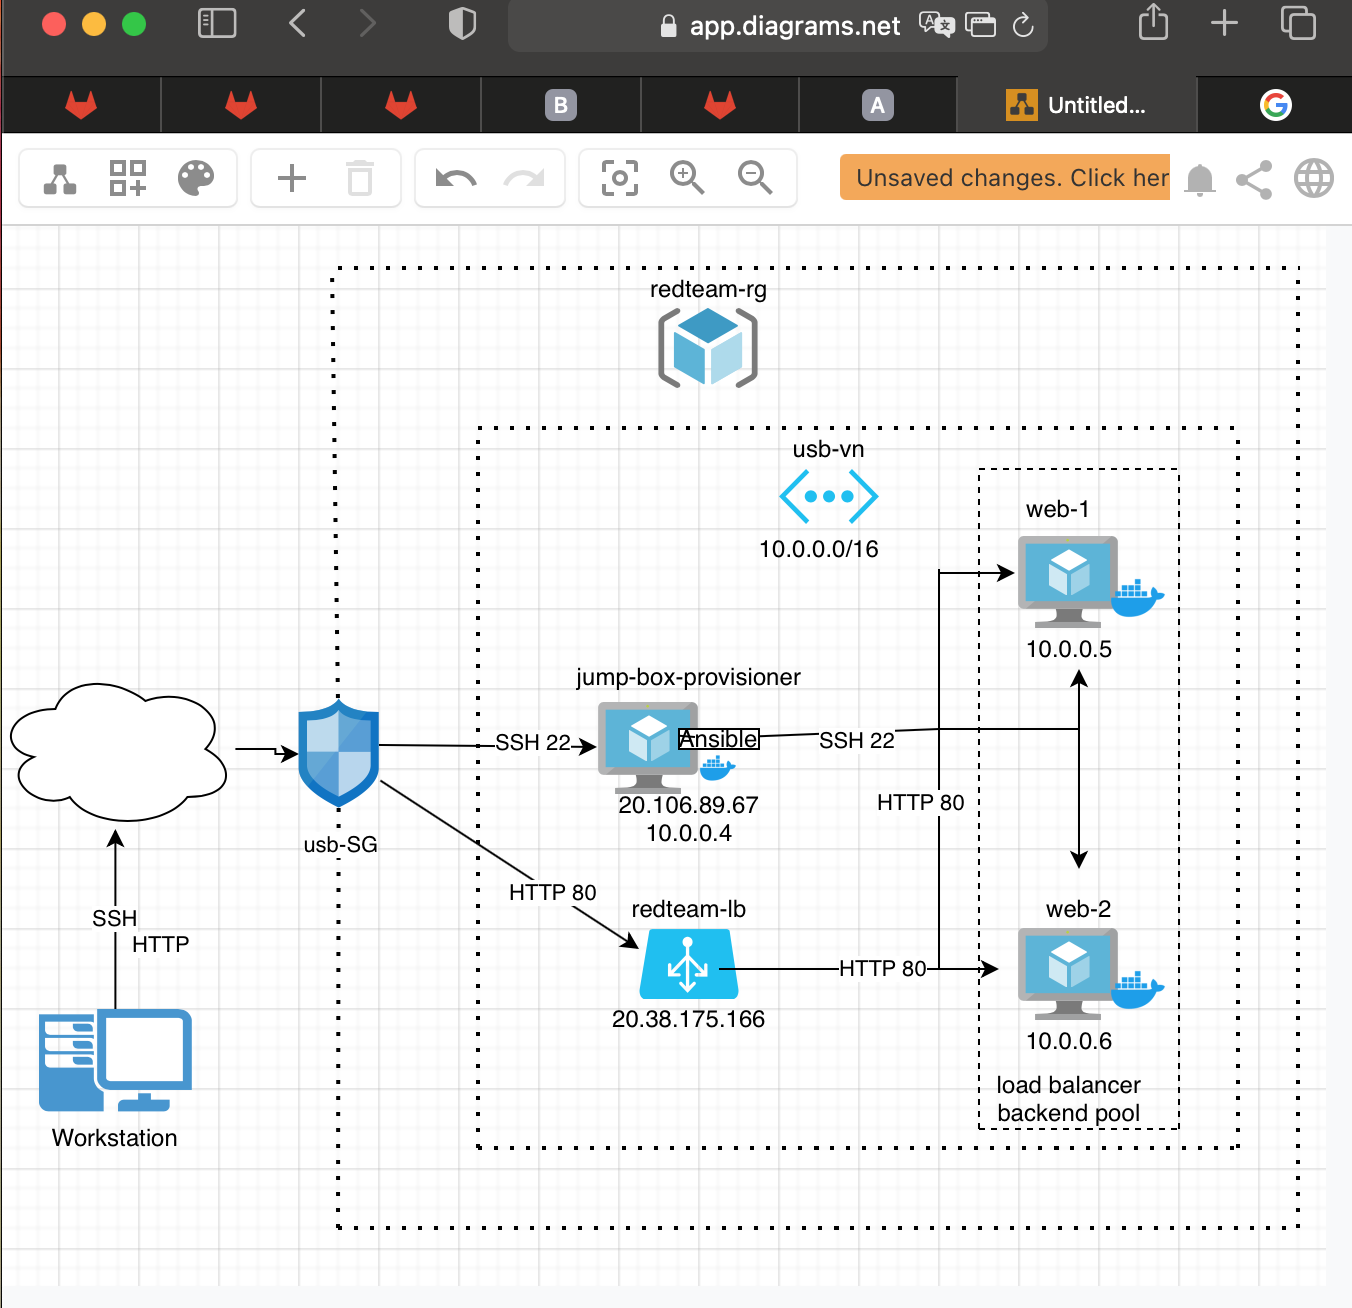 app.diagrams.net
B
A
Untitled...
G
Unsaved changes. Click her
redteam-rg
usb-vn
10.0.0.0/16
web-1
10.0.0.5
jump-box-provisioner
Ansible
SSH 22
SSH 22
20.106.89.67
10.0.0.4
HTTP 80
usb-SG
HTTP 80
redteam-lb
HTTP 80
20.38.175.166
web-2
10.0.0.6
load balancer
backend pool
SSH
HTTP
Workstation